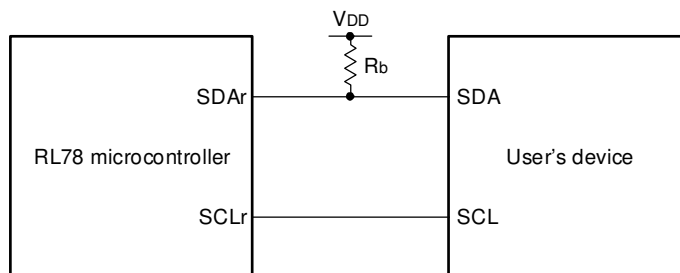 VDD
Rb
SDAr
SDA
RL78 microcontroller
User's device
SCLr
SCL